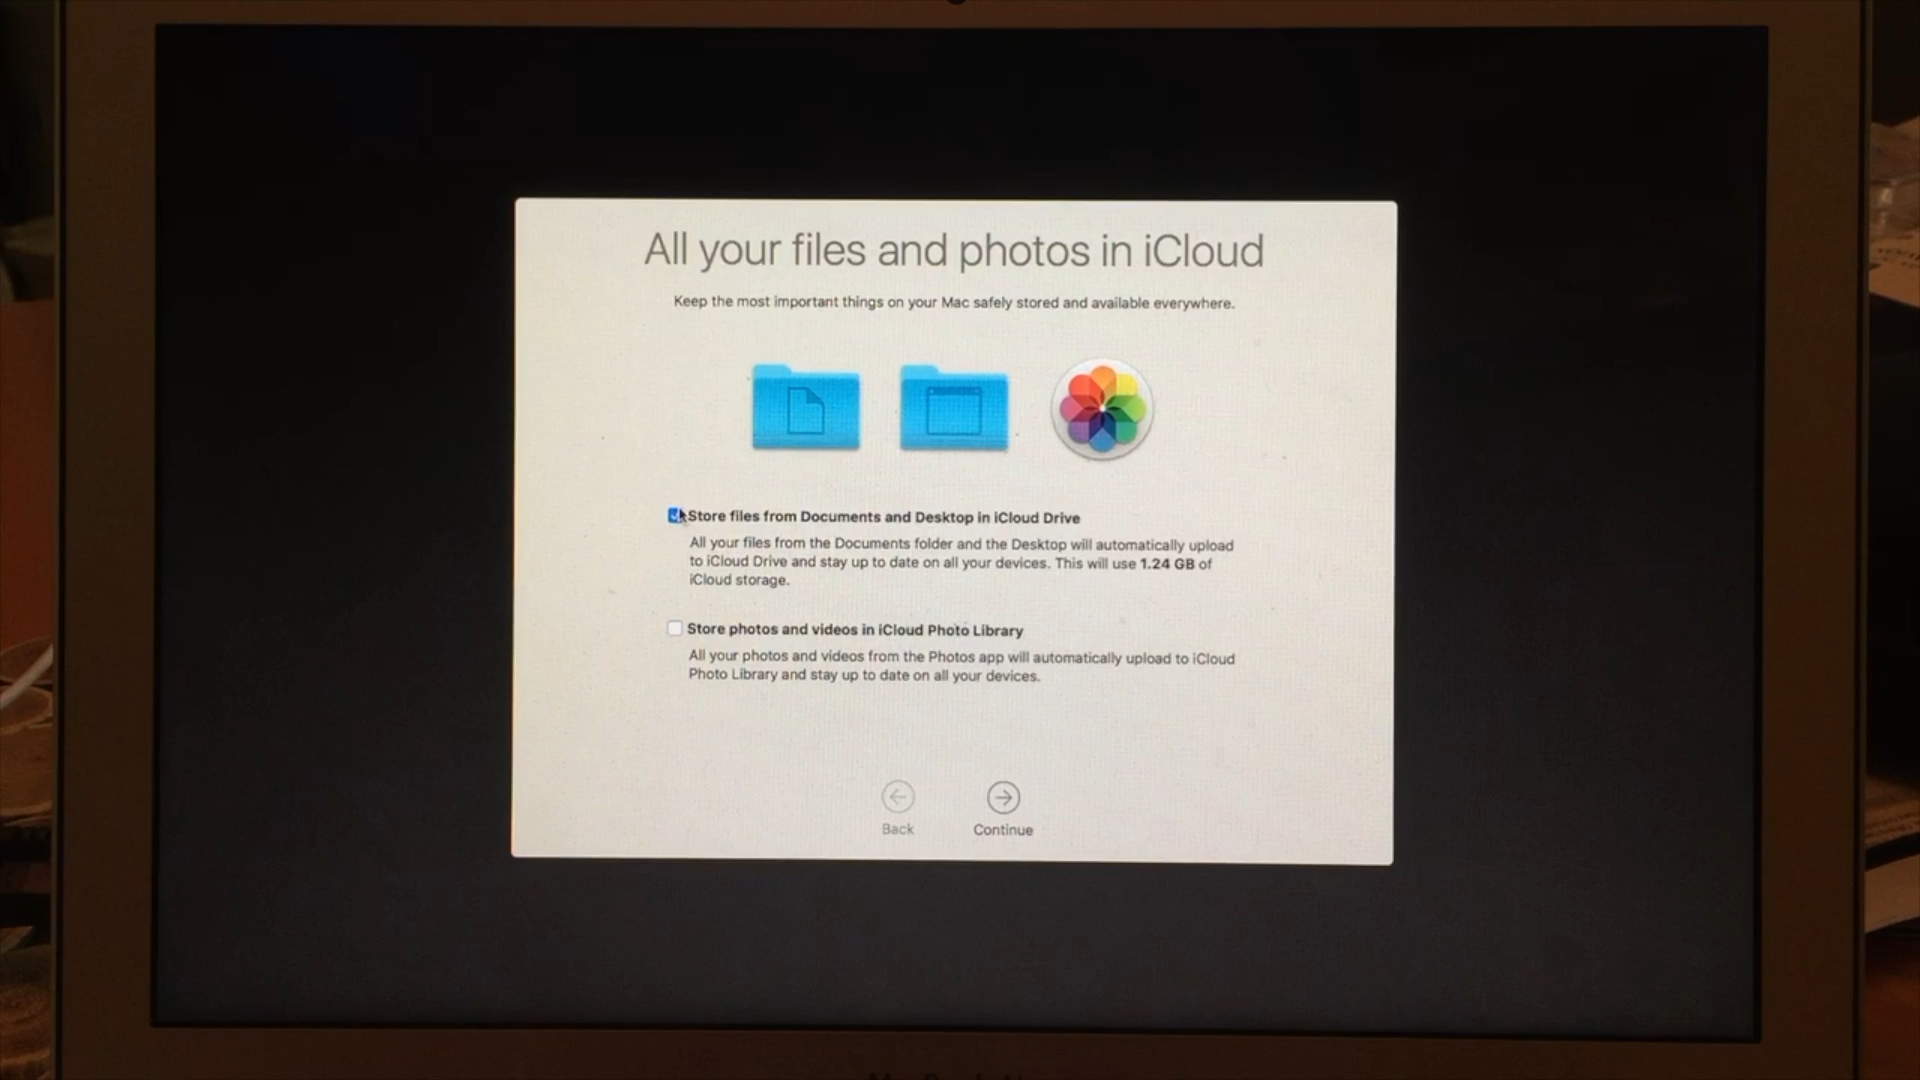 All your files and photos in iCloud
Keep the most important things on your Mac safely stored and available everywhere.
Store files from Documents and Desktop in iCloud Drive
All your files from the Documents folder and the Desktop will automatically upload
to iCloud Drive and stay up to date on all your devices. This will use 1.24 GB of
iCloud storage.
Store photos and videos in iCloud Photo Library
All your photos and videos from the Photos app will automatically upload to iCloud
Photo Library and stay up to date on all your devices.
Back
Continue